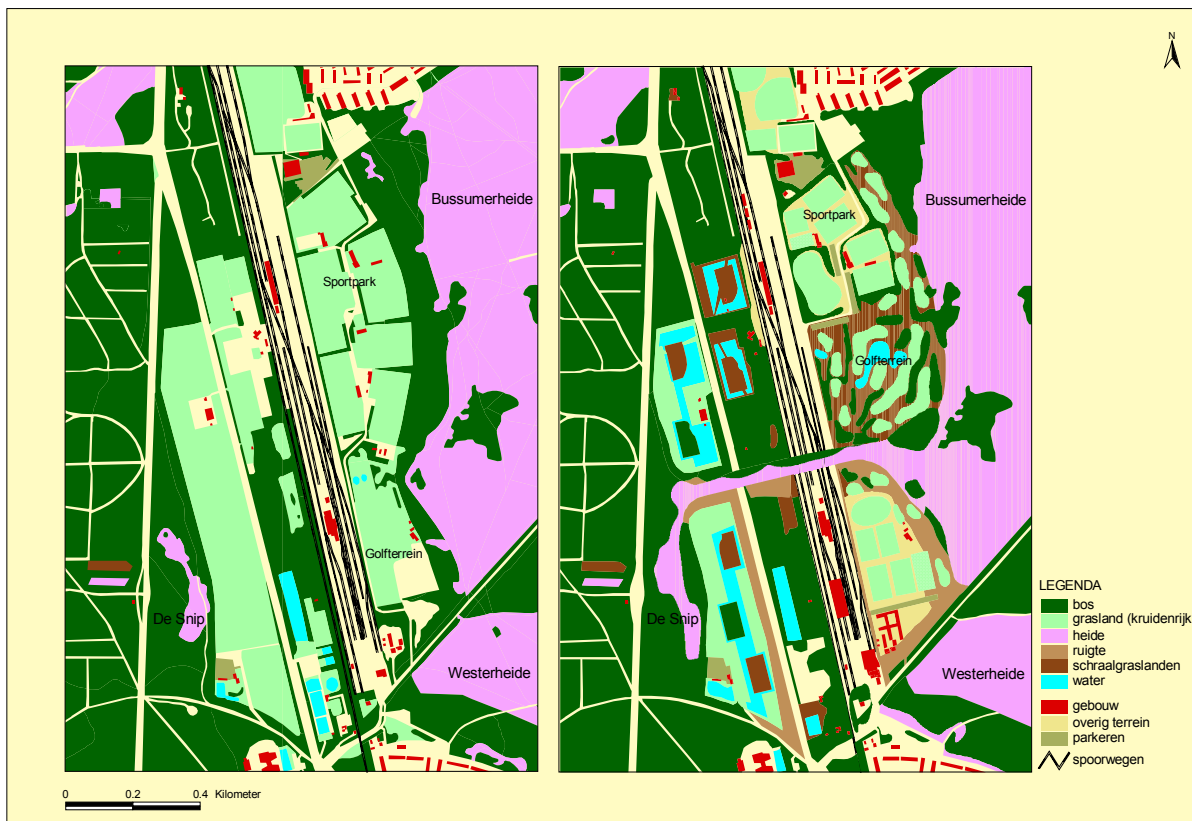 N
Bussumerheide
Sportpark
Golfterrein
De Snip
Westerheide
Bussumerheide
Sportpark
Golfterrein
De Snip
Westerheide
LEGENDA
bos
grasland (kruidenrijk
heide
ruigte
schraalgraslanden
water
gebouw
overig terrein
parkeren
spoorwegen
0 0.2 0.4 Kilometer